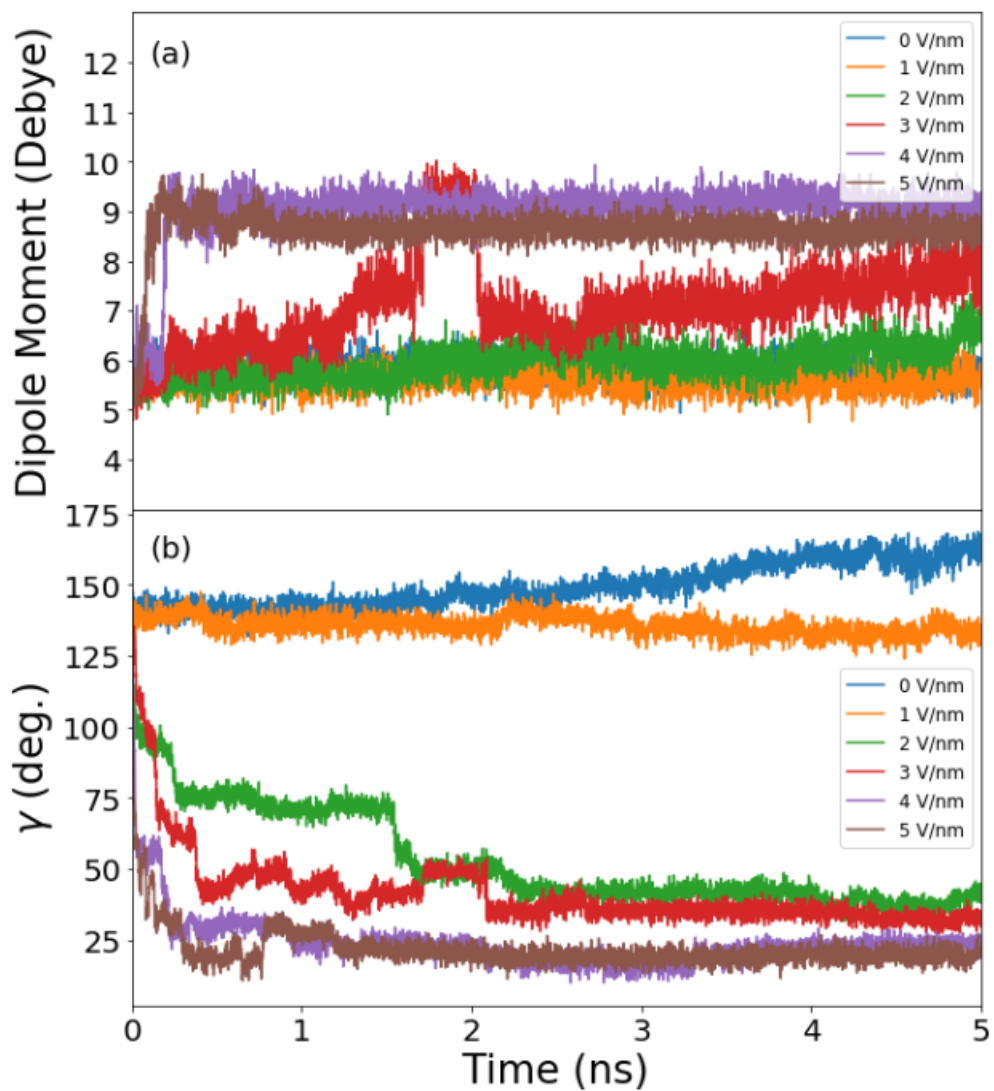 (a)
0 V/nm
1 V/nm
2 V/nm
3 V/nm
4 V/nm
5 V/nm
Dipole Moment (Debye)
12
11
10
9
8
7
6
5
4
(b)
0 V/nm
1 V/nm
2 V/nm
3 V/nm
4 V/nm
5 V/nm
γ (deg.)
175
150
125
100
75
50
25
0
1
2
3
4
5
Time (ns)